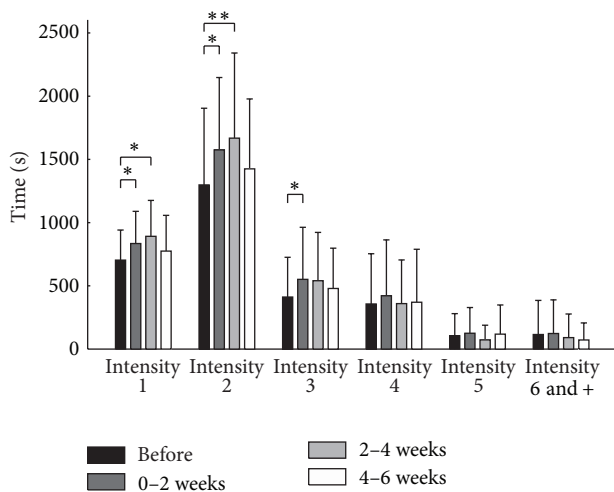 2500
2000
1500
1000
500
0
Time (s)
**
*
*
*
*
Intensity 1
Intensity 2
Intensity 3
Intensity 4
Intensity 5
Intensity 6 and +
Before
0–2 weeks
2–4 weeks
4–6 weeks